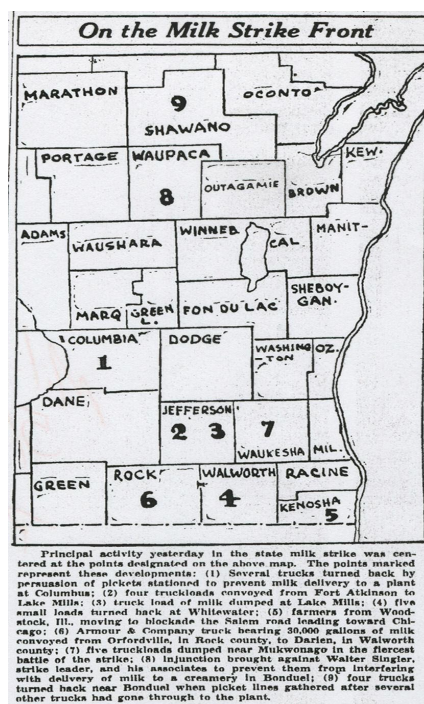 On the Milk Strike Front
MARATHON
9
OCONTO
SHAWANO
PORTAGE
WAUPACA
KEW.
8
OUTAGAMIE
BROWN
ADAMS
WAUSHARA
WINNEB
CAL
MANIT-
MARQ
GREEN L.
FON DU LAC
SHEBOY-
GAN.
COLUMBIA
1
DODGE
WASHING
-TON
OZ.
DANE
JEFFERSON
2 3
7
WAUKESHA
MIL.
GREEN
ROCK
6
WALWORTH
4
RACINE
KENOSHA
5
Principal activity yesterday in the state milk strike was cen-
tered at the points designated on the above map. The points marked
represent these developments: (1) Several trucks turned back by
persuasion of pickets stationed to prevent milk delivery to a plant
at Columbus; (2) four truckloads convoyed from Fort Atkinson to
Lake Mills; (3) truck load of milk dumped at Lake Mills; (4) five
small loads turned back at Whitewater; (5) farmers from Wood-
stock, Ill., moving to blockade the Salem road leading toward Chi-
cago; (6) Armour & Company truck bearing 30,000 gallons of milk
convoyed from Orfordville, in Rock county, to Darien, in Walworth
county; (7) five truckloads dumped near Mukwonago in the fiercest
battle of the strike; (8) injunction brought against Walter Singler,
strike leader, and his associates to prevent them from interfering
with delivery of milk to a creamery in Bonduel; (9) four trucks
turned back near Bonduel when picket lines gathered after several
other trucks had gone through to the plant.